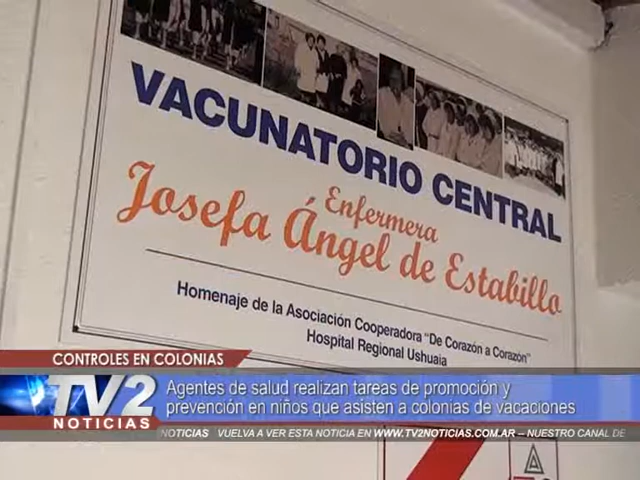 VACUNATORIO CENTRAL
Enfermera
Josefa Ángel de Estabillo
Homenaje de la Asociación Cooperadora "De Corazón a Corazón"
Hospital Regional Ushuaia
CONTROLES EN COLONIAS
TV2
NOTICIAS
Agentes de salud realizan tareas de promoción y
prevención en niños que asisten a colonias de vacaciones
NOTICIAS VUELVA A VER ESTA NOTICIA EN WWW.TV2NOTICIAS.COM.AR – NUESTRO CANAL DE